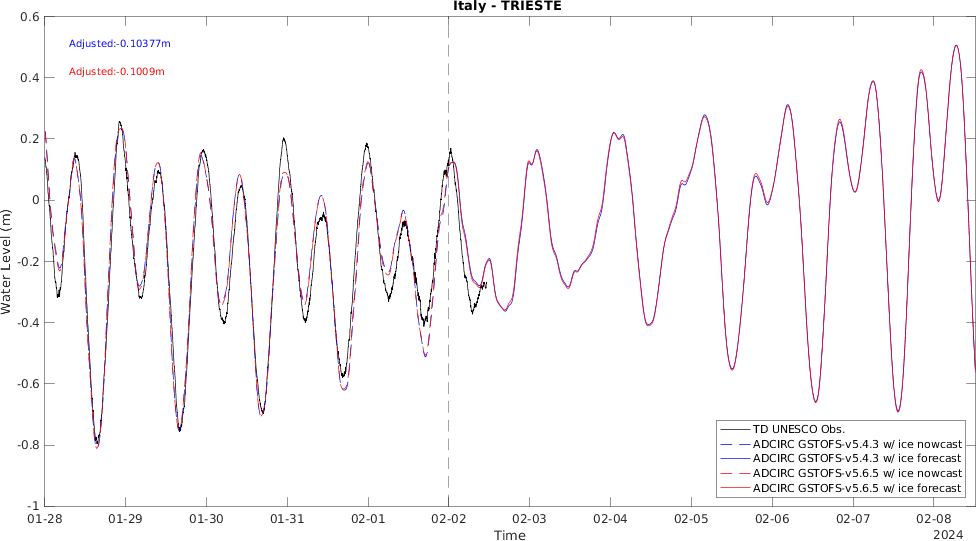 Italy - TRIESTE
Adjusted:-0.10377m
Adjusted:-0.1009m
Water Level (m)
0.6
0.4
0.2
0
-0.2
-0.4
-0.6
-0.8
-1
TD UNESCO Obs.
ADCIRC GSTOFS-v5.4.3 w/ ice nowcast
ADCIRC GSTOFS-v5.4.3 w/ ice forecast
ADCIRC GSTOFS-v5.6.5 w/ ice nowcast
ADCIRC GSTOFS-v5.6.5 w/ ice forecast
01-28 01-29 01-30 01-31 02-01 02-02 02-03 02-04 02-05 02-06 02-07 02-08
Time
2024